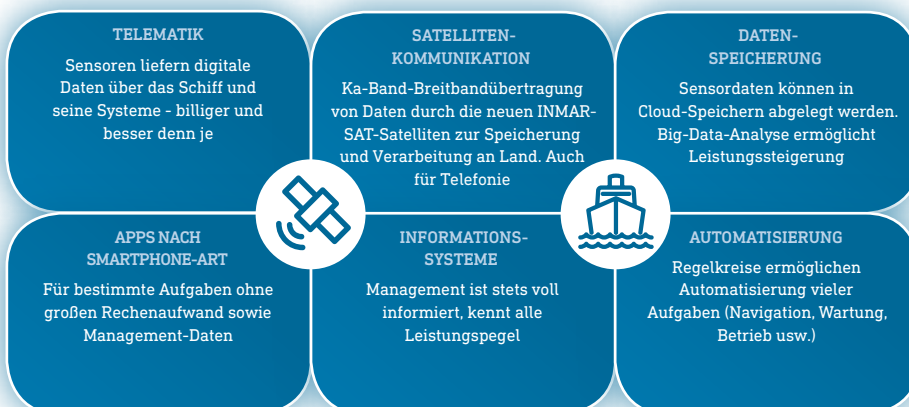 TELEMATIK
Sensoren liefern digitale
Daten über das Schiff und
seine Systeme - billiger und
besser denn je
SATELLITEN-
KOMMUNIKATION
Ka-Band-Breitbandübertragung
von Daten durch die neuen INMAR-
SAT-Satelliten zur Speicherung
und Verarbeitung an Land. Auch
für Telefonie
DATEN-
SPEICHERUNG
Sensordaten können in
Cloud-Speichern abgelegt werden.
Big-Data-Analyse ermöglicht
Leistungssteigerung
APPS NACH
SMARTPHONE-ART
Für bestimmte Aufgaben ohne
großen Rechenaufwand sowie
Management-Daten
INFORMATIONS-
SYSTEME
Management ist stets voll
informiert, kennt alle
Leistungspegel
AUTOMATISIERUNG
Regelkreise ermöglichen
Automatisierung vieler
Aufgaben (Navigation, Wartung,
Betrieb usw.)